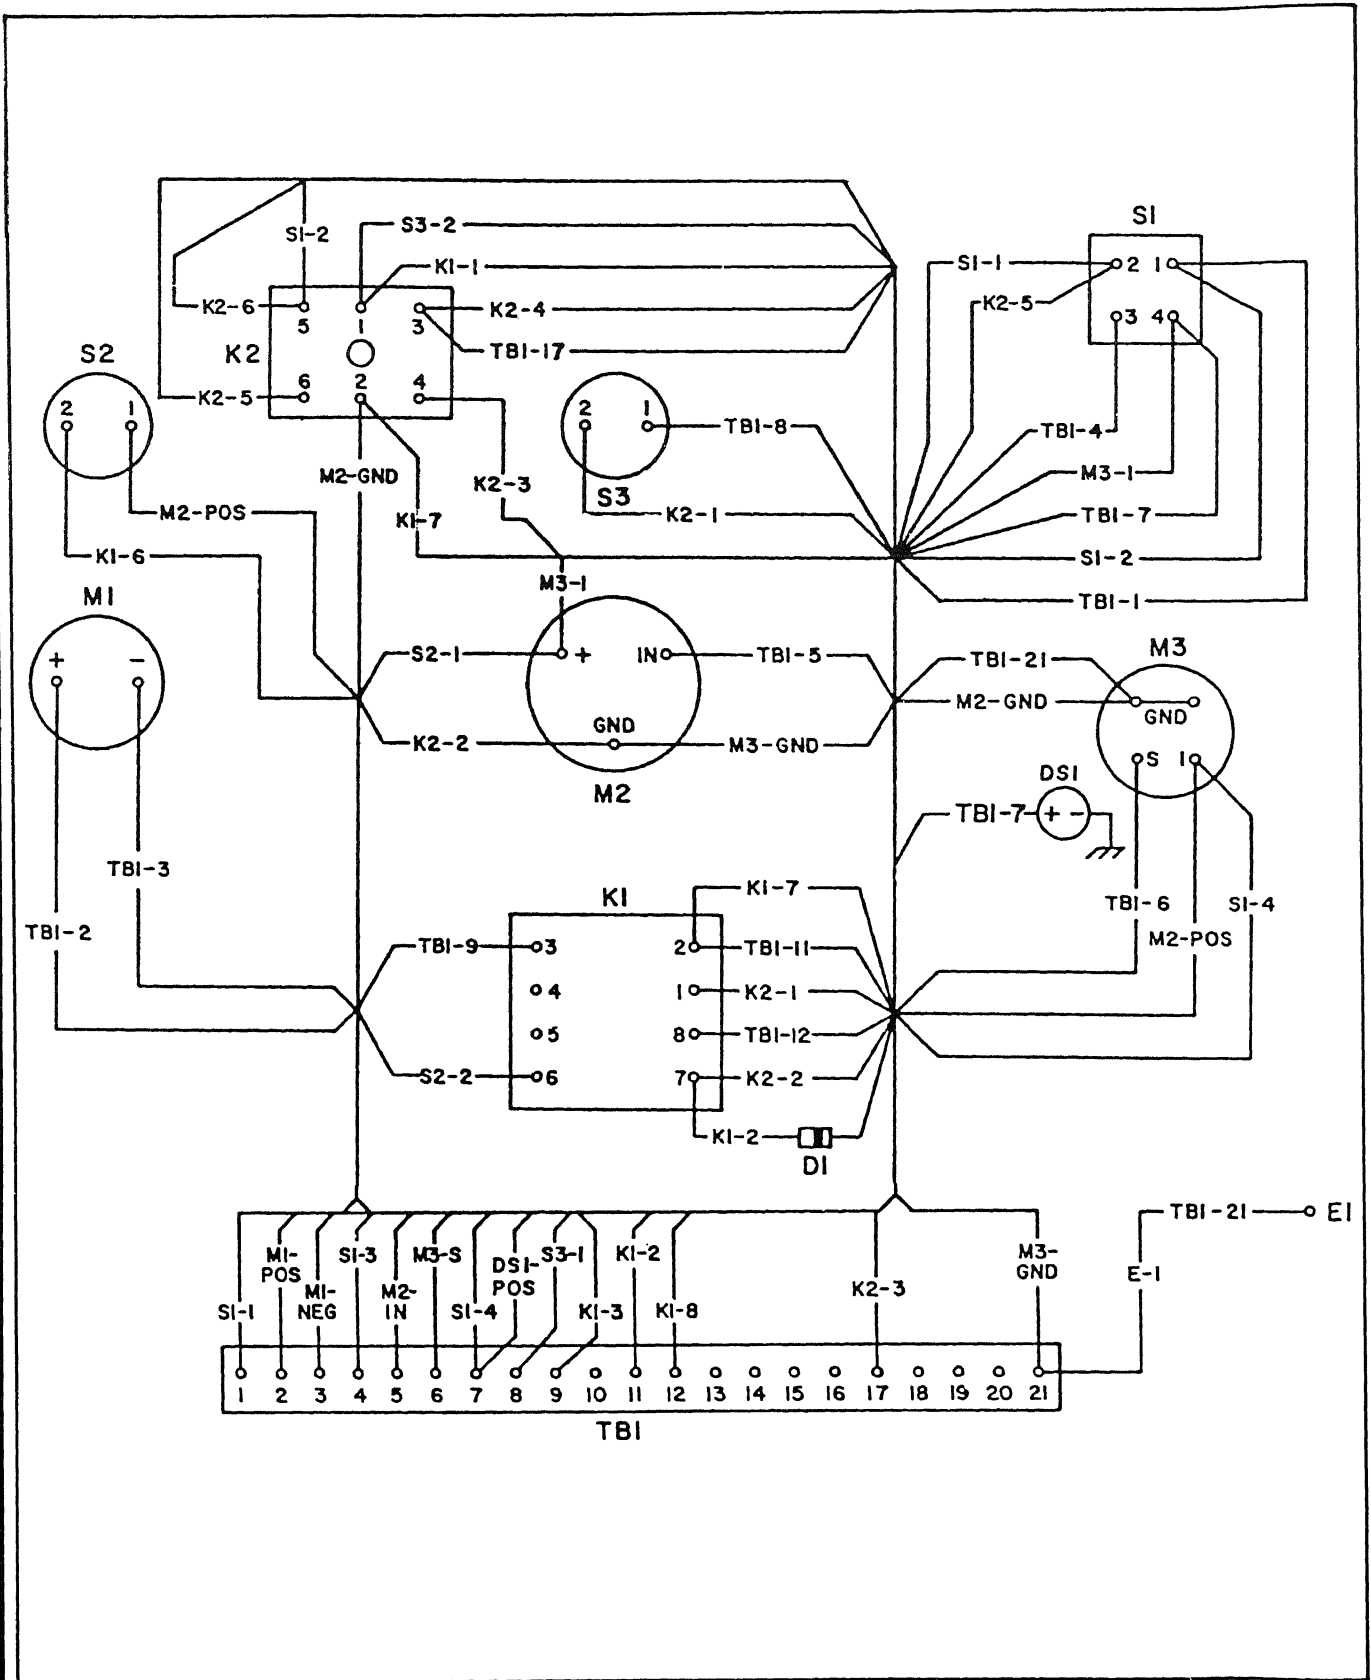 S1
S1-2
S3-2
K1-1
S1-1
2 1
K2-6
K2-4
K2-5
5 1 3
3 4
S2
K2
TB1-17
6 2 4
K2-5
2 1
2 1
TB1-8
TB1-4
M2-GND
K2-3
S3
M3-1
M2-POS
K1-7
K2-1
TB1-7
K1-6
S1-2
M3-1
M1
TB1-1
+ -
S2-1
+
IN
TB1-5
TB1-21
M3
M2-GND
GND
GND
K2-2
M3-GND
S 1
M2
DS1
TB1-7
+ -
TB1-3
K1
K1-7
TB1-6
S1-4
TB1-2
M2-POS
TB1-9
3 2
TB1-11
4 1
K2-1
5 8
TB1-12
S2-2
6 7
K2-2
K1-2
D1
TB1-21
E1
M1-
POS
S1-3
M3-S
DS1-
POS
S3-1
K1-2
M3-
GND
E-1
M1-
NEG
M2-
IN
K2-3
S1-1
S1-4
K1-3
K1-8
1 2 3 4 5 6 7 8 9 10 11 12 13 14 15 16 17 18 19 20 21
TB1